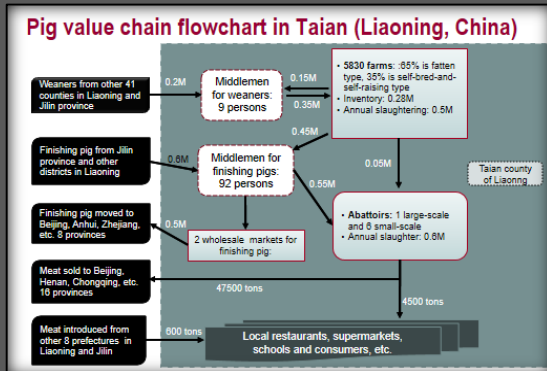 Pig value chain flowchart in Taian (Liaoning, China)
Weaners from other 41
counties in Liaoning and
Jilin province
0.2M
Middlemen
for weaners:
9 persons
0.15M
0.35M
5830 farms: :65% is fatten
type, 35% is self-bred-and-
self-raising type
Inventory: 0.28M
Annual slaughtering: 0.5M
Finishing pig from Jilin
province and other
districts in Liaoning
0.6M
Middlemen for
finishing pigs:
92 persons
0.45M
0.05M
Taian county
of Liaonng
0.55M
Finishing pig moved to
Beijing, Anhui, Zhejiang,
etc. 8 provinces
0.5M
2 wholesale markets for
finishing pig:
Abattoirs: 1 large-scale
and 6 small-scale
Annual slaughter: 0.6M
Meat sold to Beijing,
Henan, Chongqing, etc.
16 provinces
47500 tons
4500 tons
Meat introduced from
other 8 prefectures in
Liaoning and Jilin
600 tons
Local restaurants, supermarkets,
schools and consumers, etc.